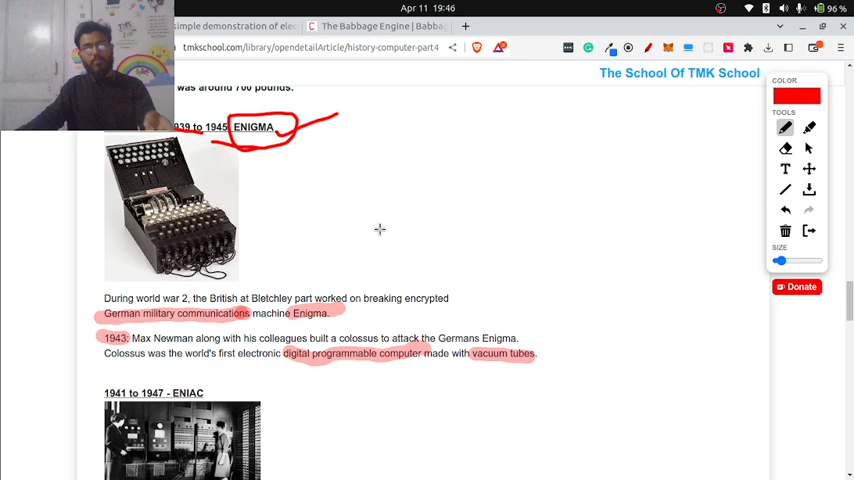 Apr 11 19:46
96 %
simple demonstration of elec
The Babbage Engine | Babbag
tmkschool.com/library/opendetailArticle/history-computer-part4
The School Of TMK School
was around 700 pounds.
939 to 1945 ENIGMA
During world war 2, the British at Bletchley part worked on breaking encrypted
German military communications machine Enigma.
1943: Max Newman along with his colleagues built a colossus to attack the Germans Enigma.
Colossus was the world's first electronic digital programmable computer made with vacuum tubes.
1941 to 1947 - ENIAC
COLOR
TOOLS
T
SIZE
Donate